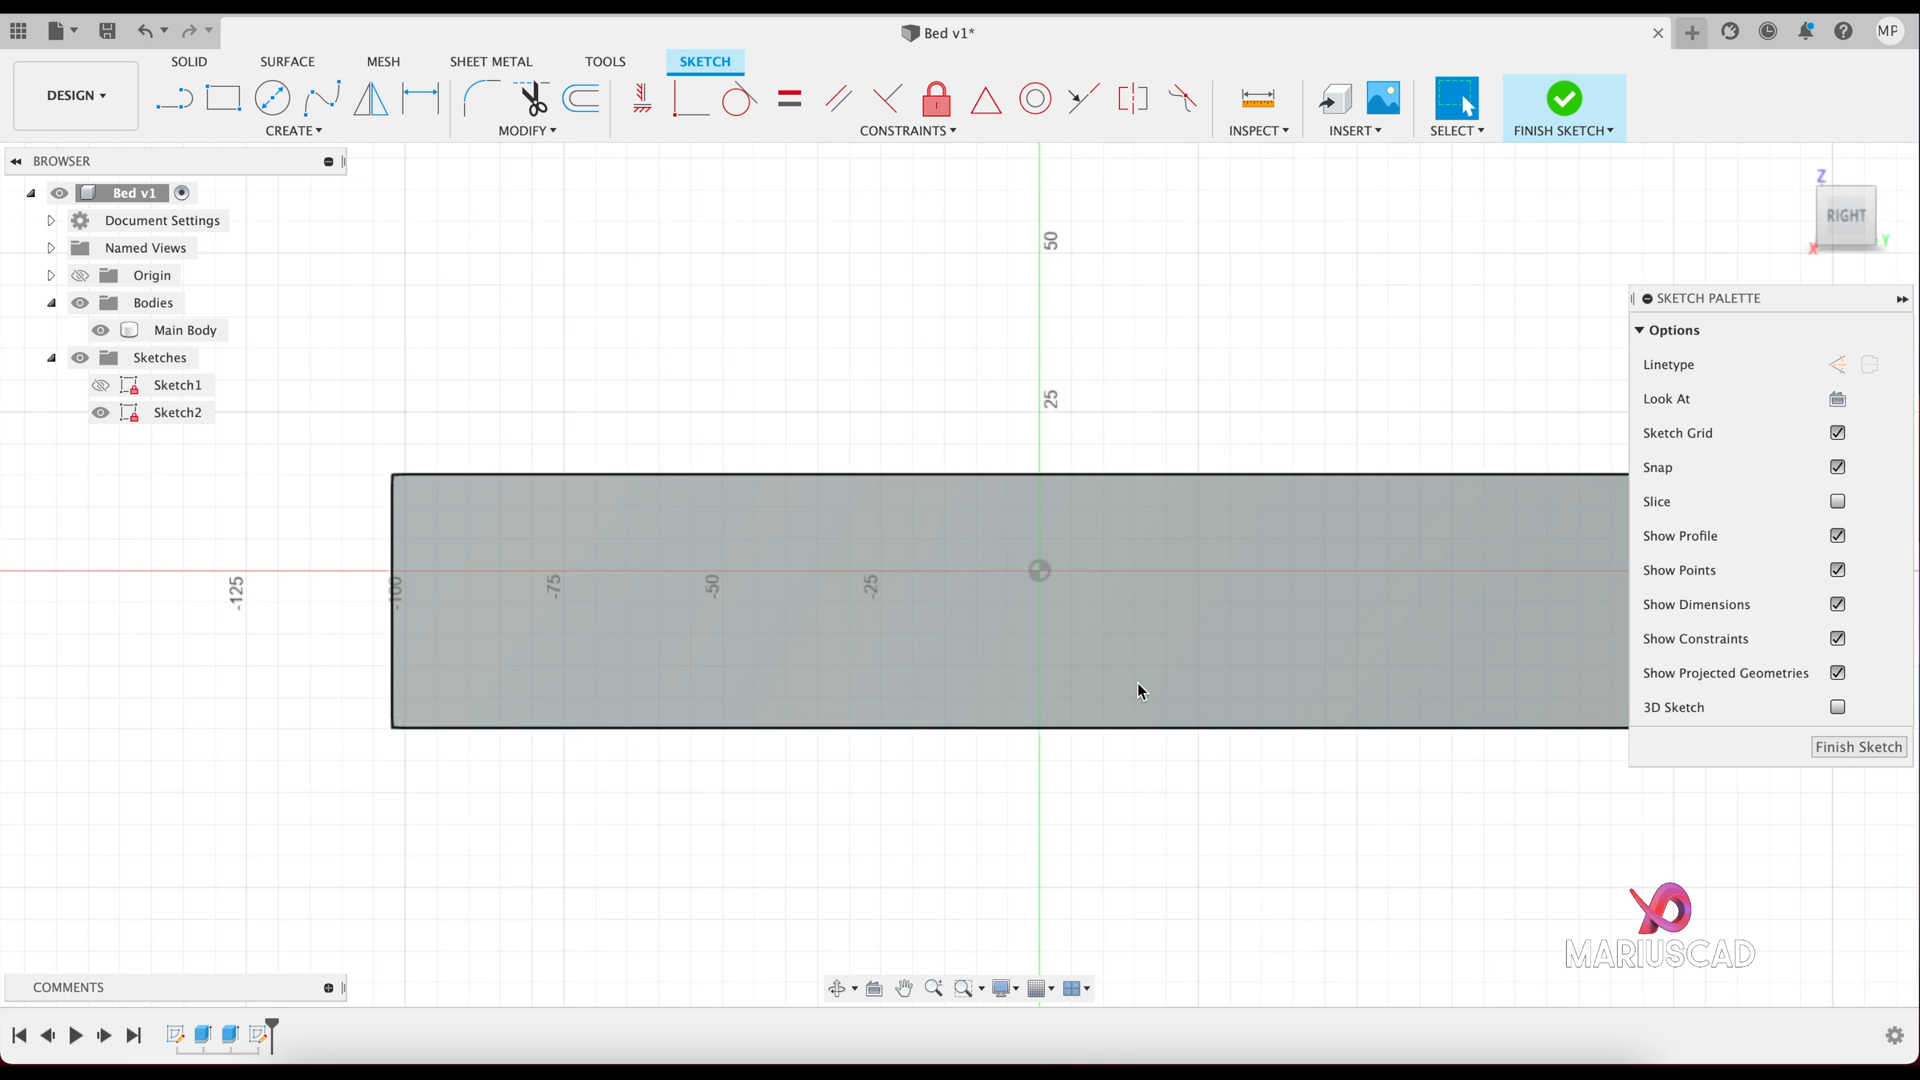 Bed v1*
MP
SOLID
SURFACE
MESH
SHEET METAL
TOOLS
SKETCH
DESIGN
CREATE
MODIFY
CONSTRAINTS
INSPECT
INSERT
SELECT
FINISH SKETCH
BROWSER
Bed v1
Document Settings
Named Views
Origin
Bodies
Main Body
Sketches
Sketch1
Sketch2
50
25
-125
-100
-75
-50
-25
Z
RIGHT
X
Y
SKETCH PALETTE
Options
Linetype
Look At
Sketch Grid
Snap
Slice
Show Profile
Show Points
Show Dimensions
Show Constraints
Show Projected Geometries
3D Sketch
Finish Sketch
MARIUSCAD
COMMENTS